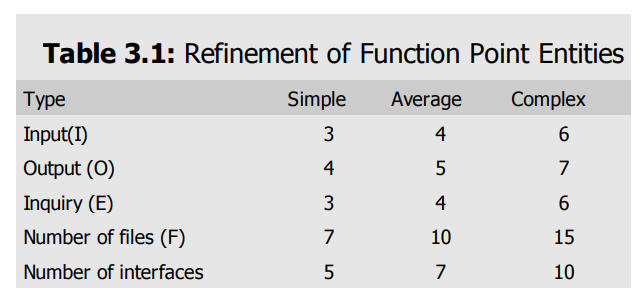 Table 3.1: Refinement of Function Point Entities
Type Simple Average Complex
Input(I) 3 4 6
Output (O) 4 5 7
Inquiry (E) 3 4 6
Number of files (F) 7 10 15
Number of interfaces 5 7 10